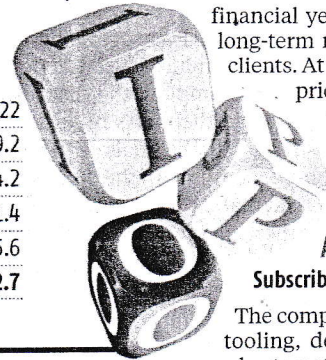 financial ye
long-term r
clients. At
pric
22
9.2
.2
.4
5.6
2.7
I
P
O
Subscrib
The comp
tooling, de